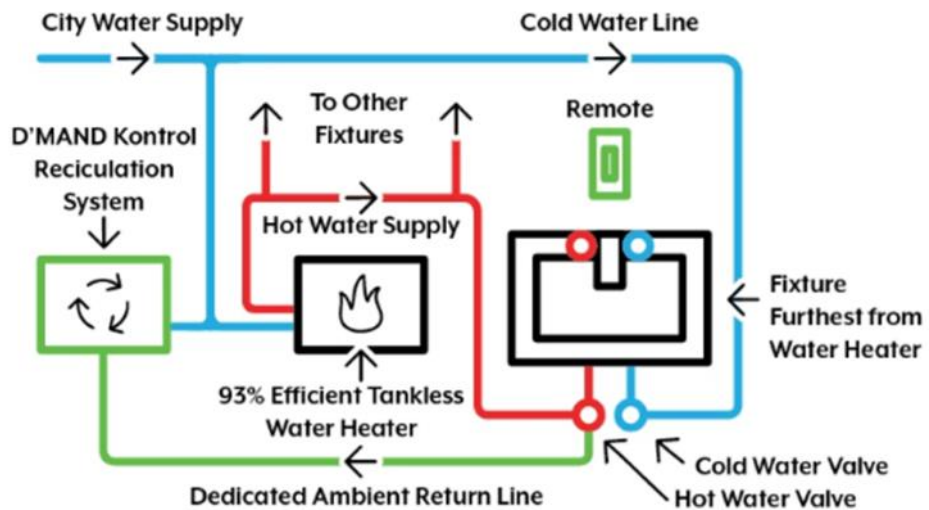 City Water Supply
Cold Water Line
To Other
Fixtures
Remote
D'MAND Kontrol
Reciculation
System
Hot Water Supply
Fixture
Furthest from
Water Heater
93% Efficient Tankless
Water Heater
Cold Water Valve
Hot Water Valve
Dedicated Ambient Return Line